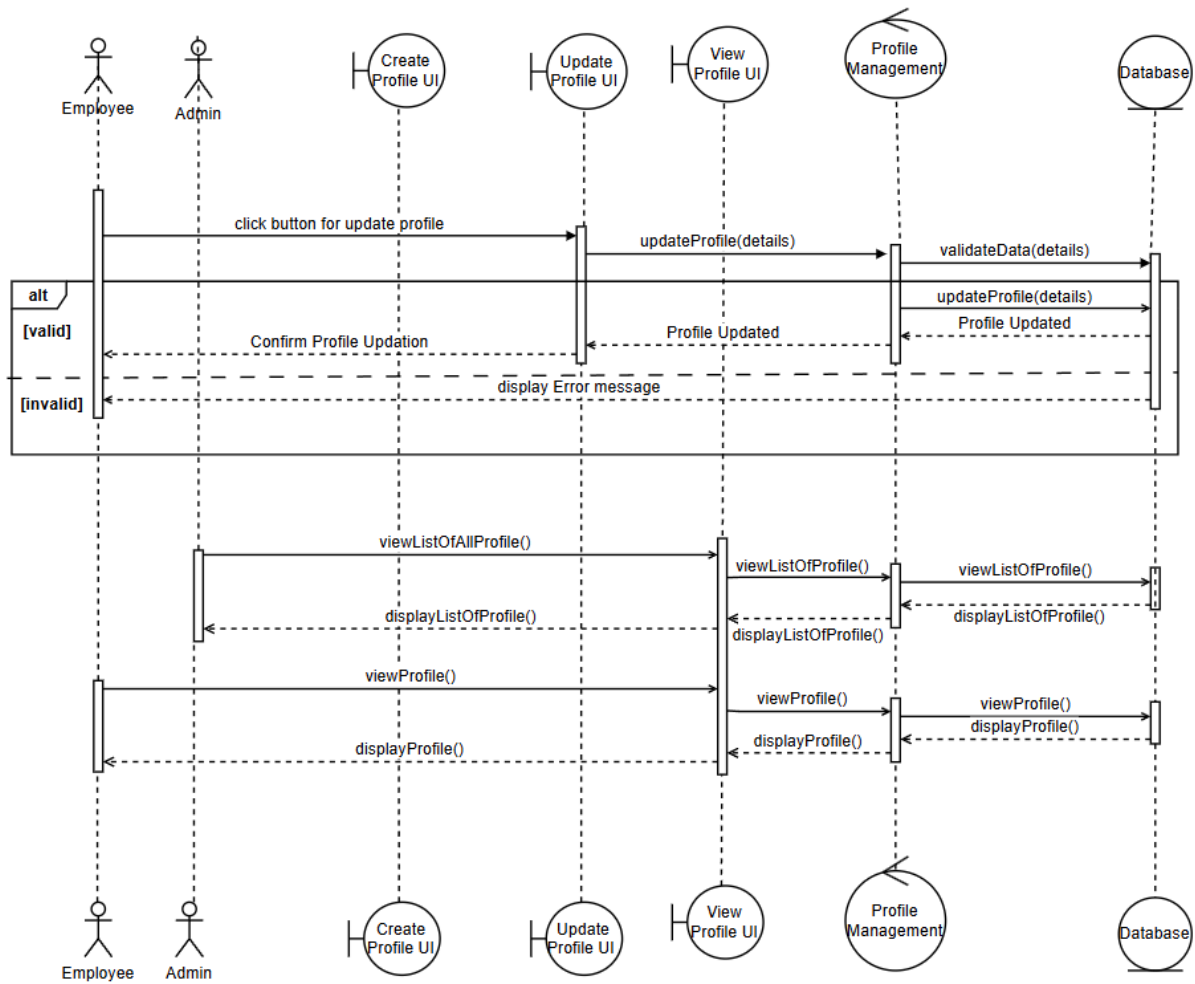 Employee
Admin
Create
Profile UI
Update
Profile UI
View
Profile UI
Profile
Management
Database
click button for update profile
updateProfile(details)
validateData(details)
alt
[valid]
updateProfile(details)
Profile Updated
Profile Updated
Confirm Profile Updation
[invalid]
display Error message
viewListOfAllProfile()
viewListOfProfile()
viewListOfProfile()
displayListOfProfile()
displayListOfProfile()
displayListOfProfile()
viewProfile()
viewProfile()
viewProfile()
displayProfile()
displayProfile()
displayProfile()
Employee
Admin
Create
Profile UI
Update
Profile UI
View
Profile UI
Profile
Management
Database